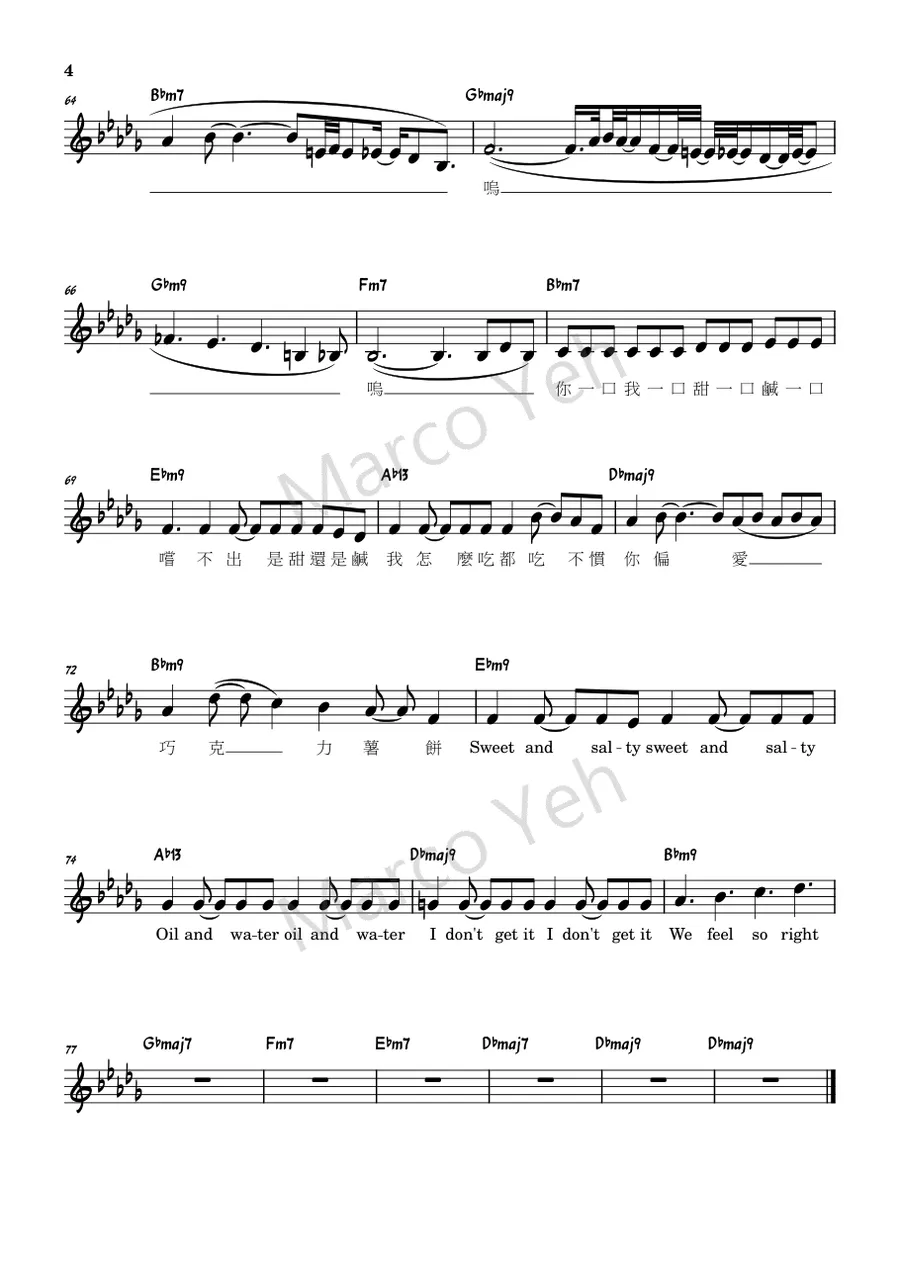 4
64 B♭m7 G♭maj9
嗚
66 G♭m9 Fm7 B♭m7
嗚 你 一 口 我 一 口 甜 一 口 鹹 一 口
69 E♭m9 A♭13 D♭maj9
嚐 不 出 是 甜 還 是 鹹 我 怎 麼 吃 都 吃 不 慣 你 偏 愛
72 B♭m9 E♭m9
巧 克 力 薯 餅 Sweet and sal - ty sweet and sal - ty
74 A♭13 D♭maj9 B♭m9
Oil and wa-ter oil and wa-ter I don't get it I don't get it We feel so right
77 G♭maj7 Fm7 E♭m7 D♭maj7 D♭maj9 D♭maj9
Marco Yeh
Marco Yeh